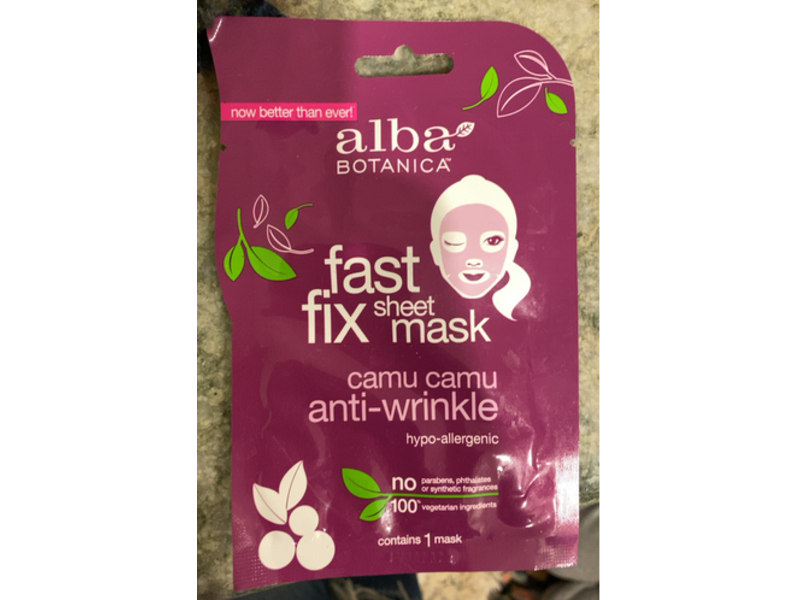 now better than ever!
alba
BOTANICA™
fast
fix sheet mask
camu camu
anti-wrinkle
hypo-allergenic
no parabens, phthalates
or synthetic fragrances
100% vegetarian ingredients
contains 1 mask